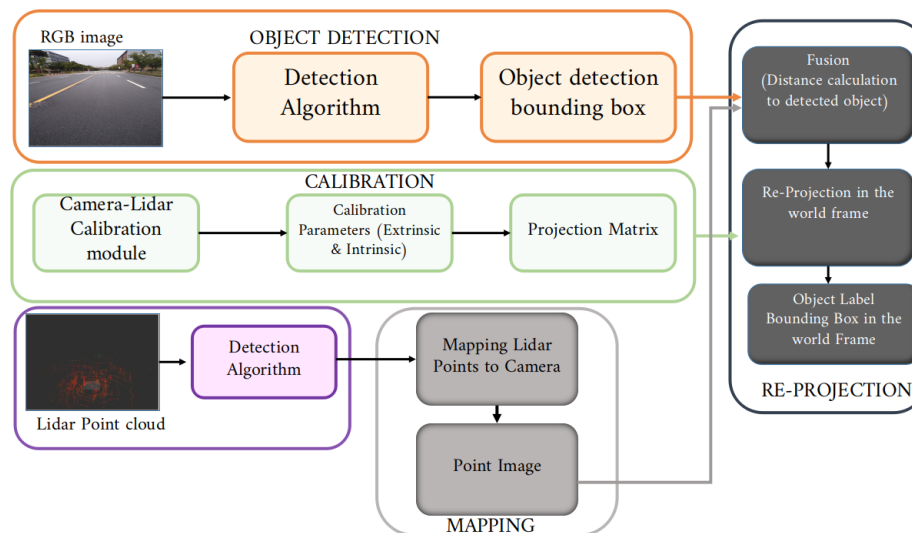 RGB image
OBJECT DETECTION
Detection
Algorithm
Object detection
bounding box
CALIBRATION
Camera-Lidar
Calibration
module
Calibration
Parameters (Extrinsic
& Intrinsic)
Projection Matrix
Lidar Point cloud
Detection
Algorithm
Mapping Lidar
Points to Camera
Point Image
MAPPING
Fusion
(Distance calculation
to detected object)
Re-Projection in the
world frame
Object Label
Bounding Box in the
world Frame
RE-PROJECTION